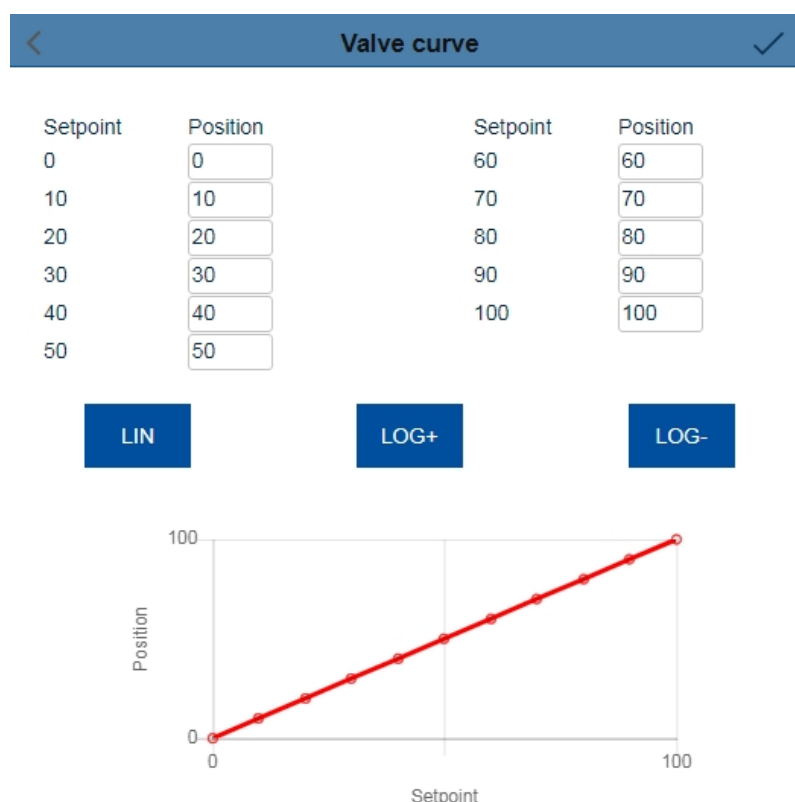 Valve curve
Setpoint Position Setpoint Position
0 0 60 60
10 10 70 70
20 20 80 80
30 30 90 90
40 40 100 100
50 50
LIN LOG+ LOG-
100
Position
0
0 100
Setpoint